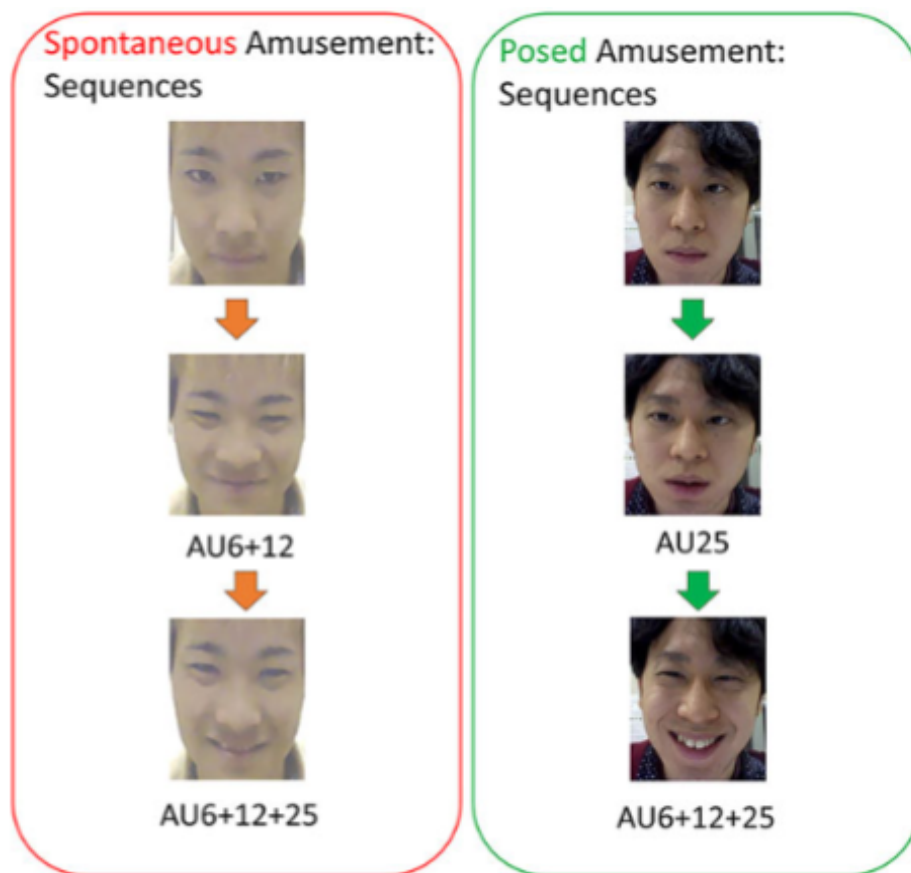 Spontaneous Amusement:
Sequences
AU6+12
AU6+12+25
Posed Amusement:
Sequences
AU25
AU6+12+25